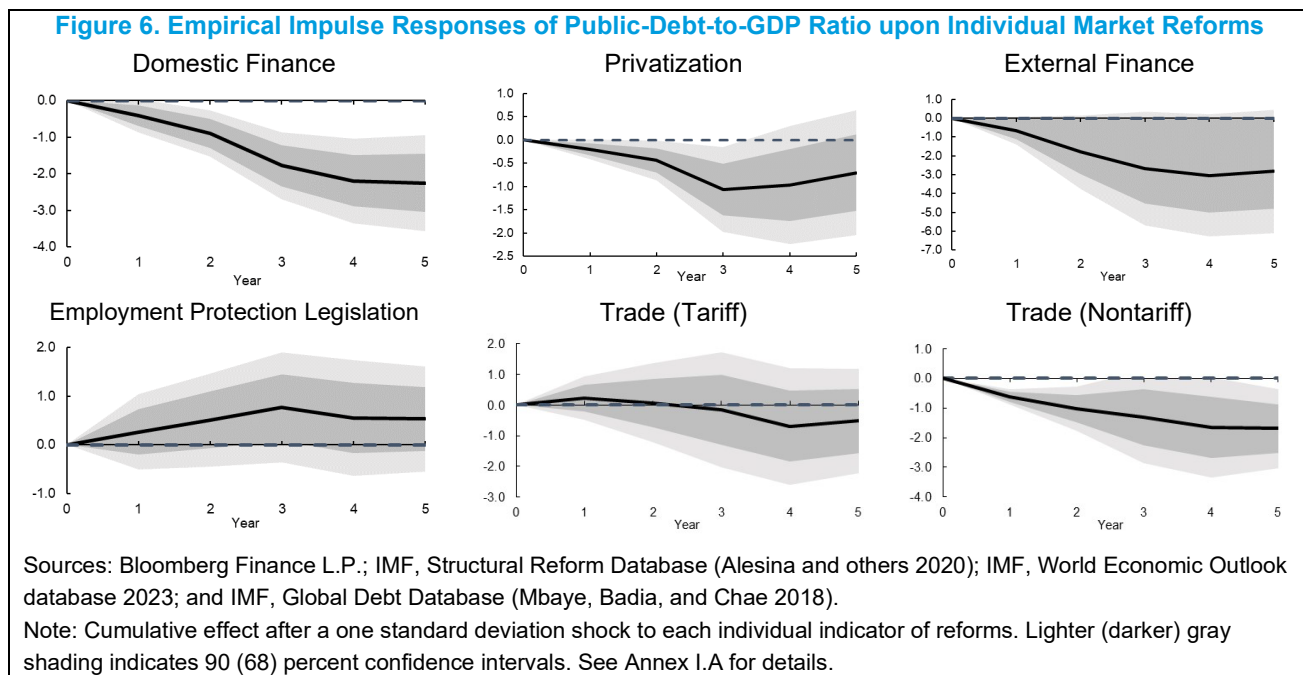 Figure 6. Empirical Impulse Responses of Public-Debt-to-GDP Ratio upon Individual Market Reforms
Domestic Finance
0.0
-1.0
-2.0
-3.0
-4.0
0 1 2 3 4 5
Year
Privatization
1.0
0.5
0.0
-0.5
-1.0
-1.5
-2.0
-2.5
0 1 2 3 4 5
Year
External Finance
1.0
0.0
-1.0
-2.0
-3.0
-4.0
-5.0
-6.0
-7.0
0 1 2 3 4 5
Year
Employment Protection Legislation
2.0
1.0
0.0
-1.0
0 1 2 3 4 5
Year
Trade (Tariff)
2.0
1.0
0.0
-1.0
-2.0
-3.0
0 1 2 3 4 5
Year
Trade (Nontariff)
1.0
0.0
-1.0
-2.0
-3.0
-4.0
0 1 2 3 4 5
Year
Sources: Bloomberg Finance L.P.; IMF, Structural Reform Database (Alesina and others 2020); IMF, World Economic Outlook
database 2023; and IMF, Global Debt Database (Mbaye, Badia, and Chae 2018).
Note: Cumulative effect after a one standard deviation shock to each individual indicator of reforms. Lighter (darker) gray
shading indicates 90 (68) percent confidence intervals. See Annex I.A for details.